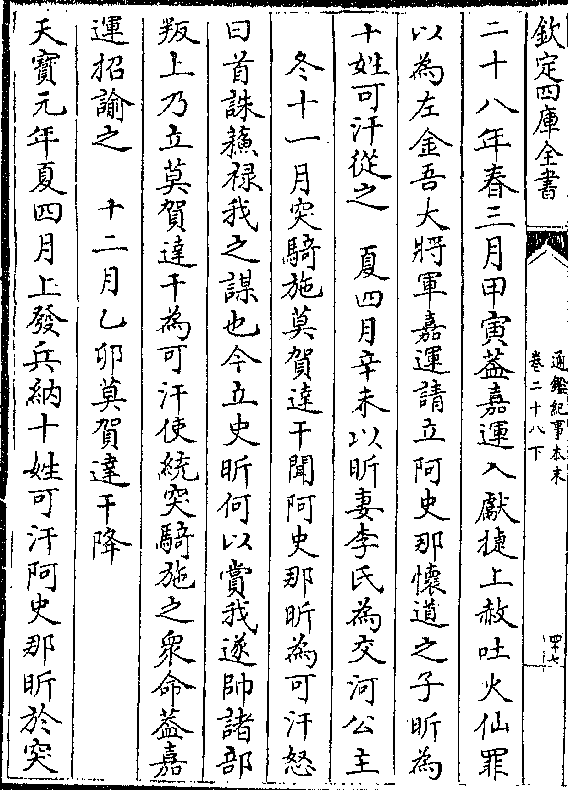 欽定四庫全書
通鑑紀事本末
卷二十八下
四十七
二十八年春三月甲寅蓋嘉運入獻捷上赦吐火仙罪
以為左金吾大將軍嘉運請立阿史那懷道之子昕為
十姓可汗從之　夏四月辛未以昕妻李氏為交河公主
冬十一月突騎施莫賀達干聞阿史那昕為可汗怒
曰首誅蘇禄我之謀也今立史昕何以賞我遂帥諸部
叛上乃立莫賀達干為可汗使統突騎施之衆命蓋嘉
運招諭之　十二月乙卯莫賀達干降
天寶元年夏四月上發兵納十姓可汗阿史那昕於突